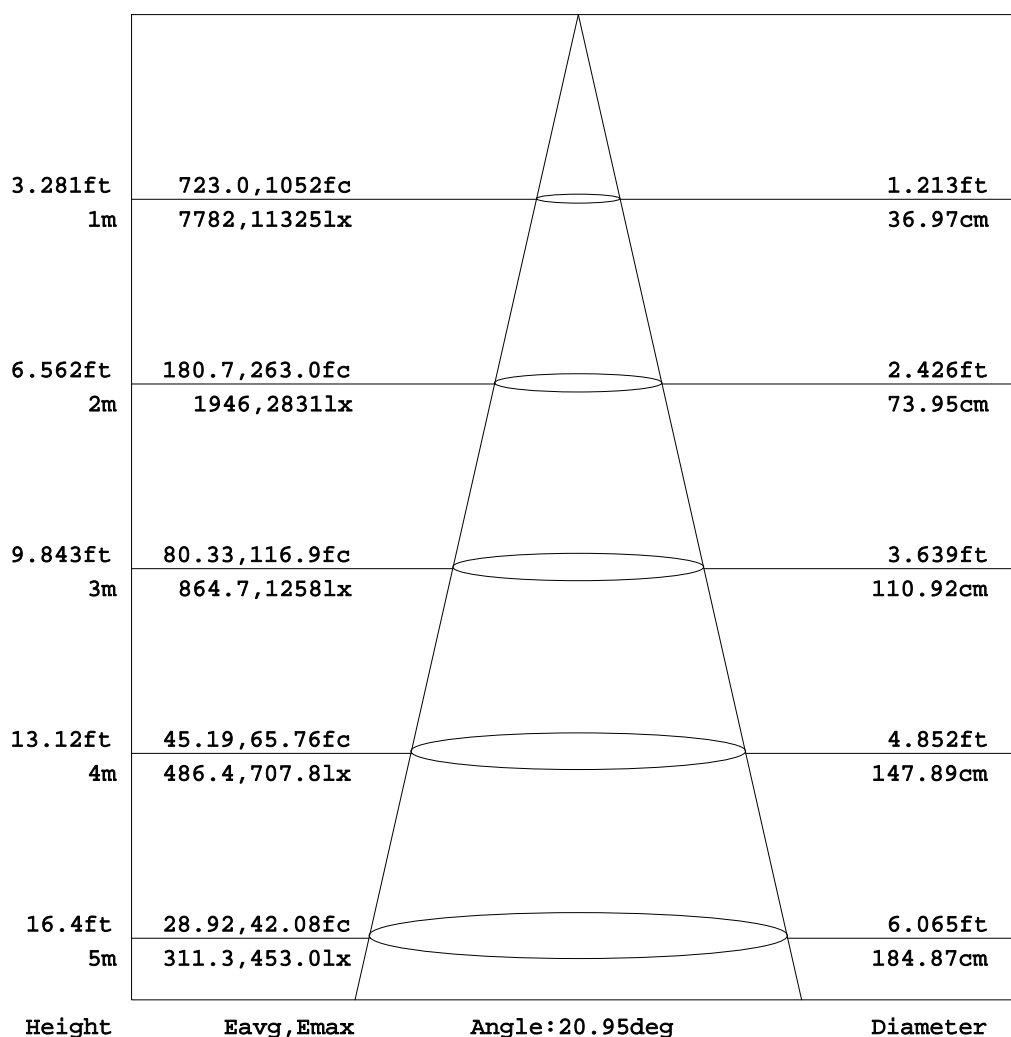 3.281ft 723.0,1052fc 1.213ft
1m 7782,11325lx 36.97cm
6.562ft 180.7,263.0fc 2.426ft
2m 1946,2831lx 73.95cm
9.843ft 80.33,116.9fc 3.639ft
3m 864.7,1258lx 110.92cm
13.12ft 45.19,65.76fc 4.852ft
4m 486.4,707.8lx 147.89cm
16.4ft 28.92,42.08fc 6.065ft
5m 311.3,453.0lx 184.87cm
Height Eavg,Emax Angle:20.95deg Diameter